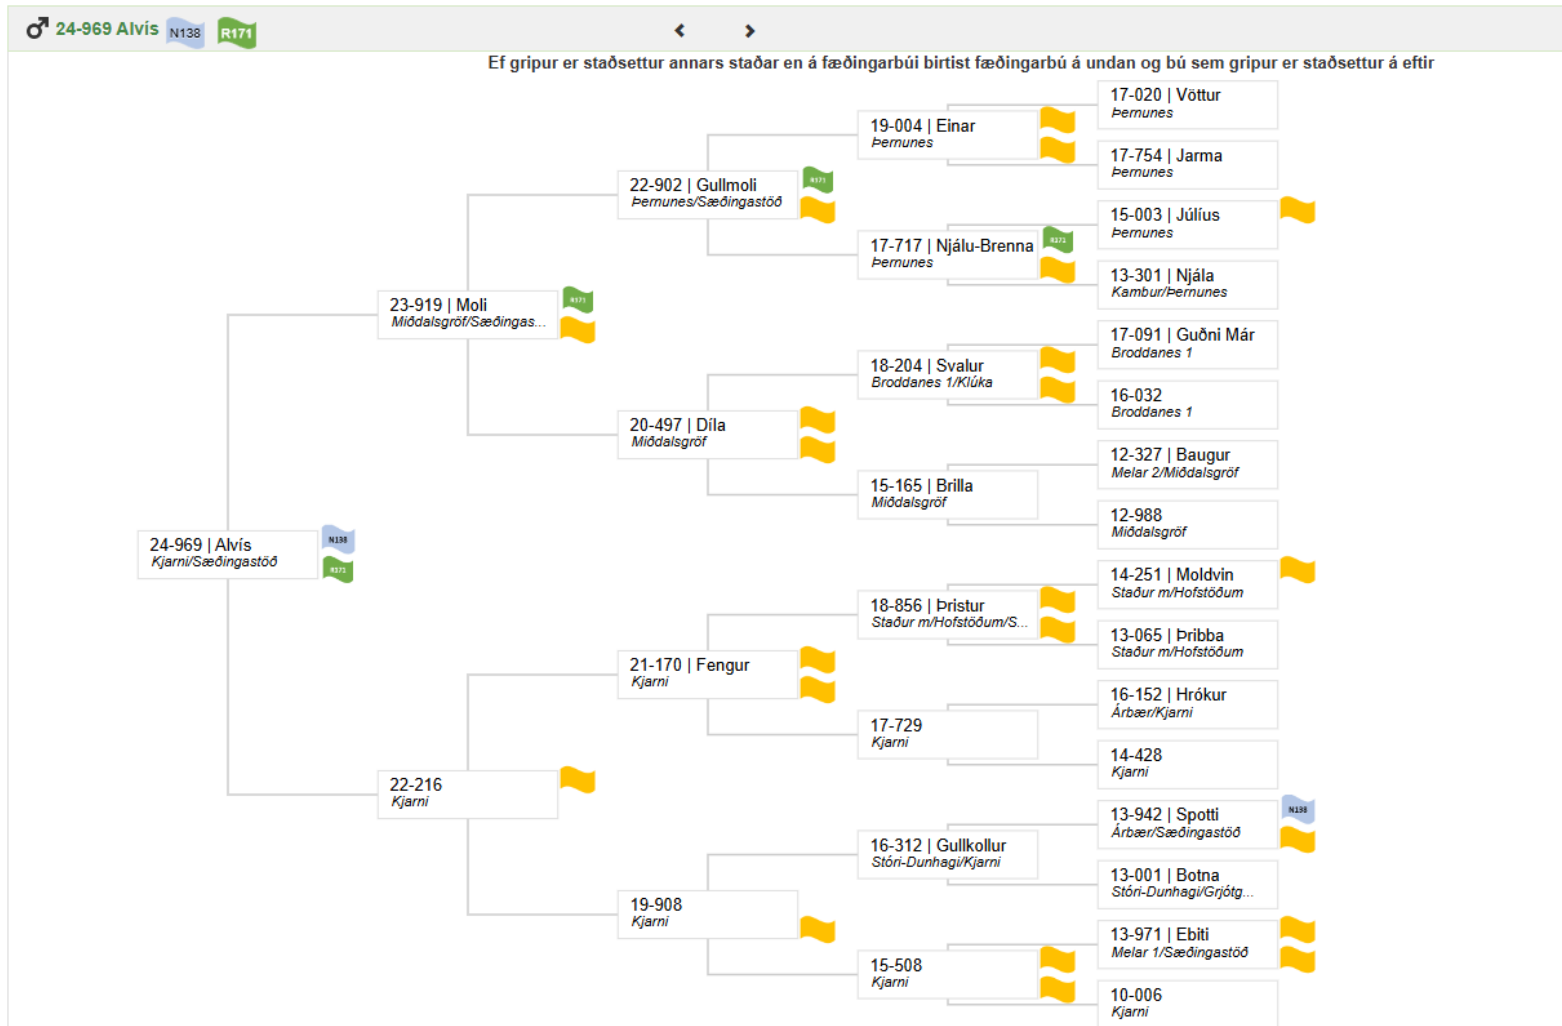 24-969 Alvís N138 R171
Ef gripur er staðsettur annars staðar en á fæðingarbúi birtist fæðingarbú á undan og bú sem gripur er staðsettur á eftir
24-969 | Alvís
Kjarni/Sæðingastöð
N138
R171
23-919 | Moli
Miðdalsgröf/Sæðingas...
R171
22-216
Kjarni
22-902 | Gullmoli
Þernunes/Sæðingastöð
R171
20-497 | Díla
Miðdalsgröf
21-170 | Fengur
Kjarni
19-908
Kjarni
19-004 | Einar
Þernunes
17-717 | Njálu-Brenna
Þernunes
R171
18-204 | Svalur
Broddanes 1/Klúka
15-165 | Brilla
Miðdalsgröf
18-856 | Þristur
Staður m/Hofstöðum/S...
17-729
Kjarni
16-312 | Gullkollur
Stóri-Dunhagi/Kjarni
15-508
Kjarni
17-020 | Vöttur
Þernunes
17-754 | Jarma
Þernunes
15-003 | Júlíus
Þernunes
13-301 | Njála
Kambur/Þernunes
17-091 | Guðni Már
Broddanes 1
16-032
Broddanes 1
12-327 | Baugur
Melar 2/Miðdalsgröf
12-988
Miðdalsgröf
14-251 | Moldvin
Staður m/Hofstöðum
13-065 | Þribba
Staður m/Hofstöðum
16-152 | Hrókur
Árbær/Kjarni
14-428
Kjarni
13-942 | Spotti
Árbær/Sæðingastöð
N138
13-001 | Botna
Stóri-Dunhagi/Grjótg...
13-971 | Ebiti
Melar 1/Sæðingastöð
10-006
Kjarni